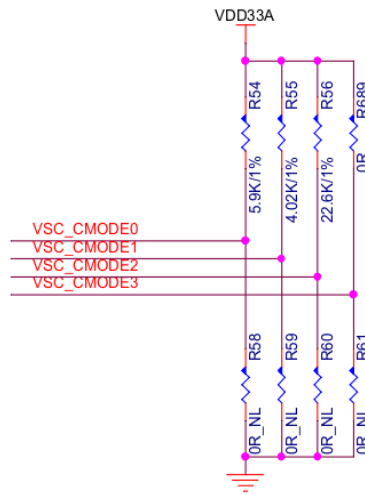 VDD33A
R54
R55
R56
R689
5.9K/1%
4.02K/1%
22.6K/1%
0R
VSC_CMODE0
VSC_CMODE1
VSC_CMODE2
VSC_CMODE3
R58
R59
R60
R61
0R_NL
0R_NL
0R_NL
0R_NL